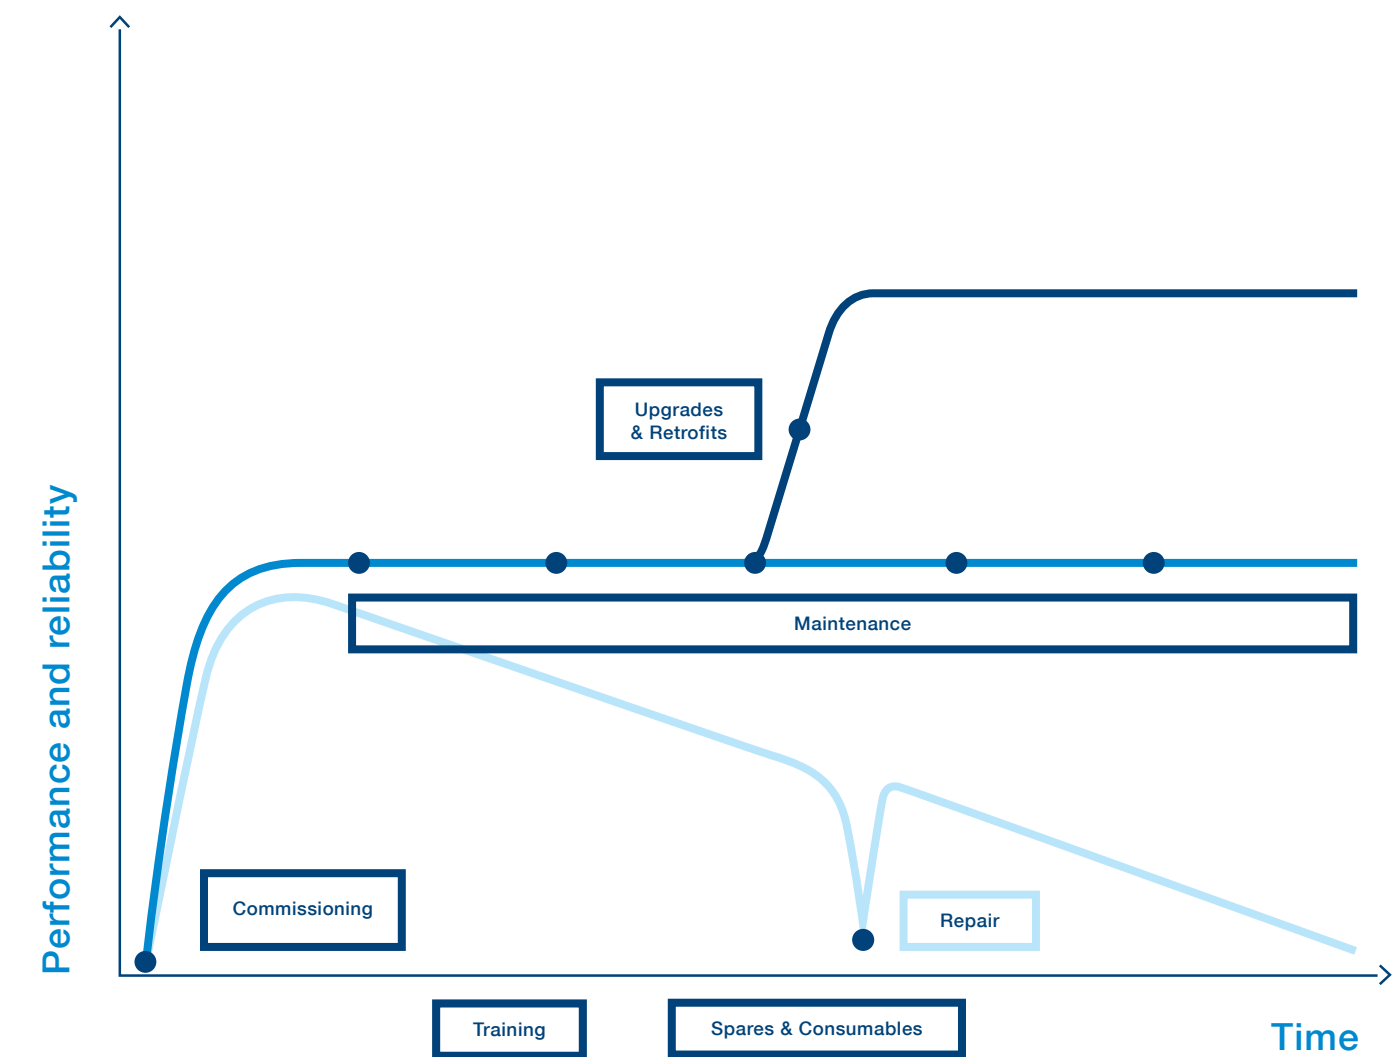 Performance and reliability
Upgrades
& Retrofits
Maintenance
Commissioning
Repair
Training
Spares & Consumables
Time